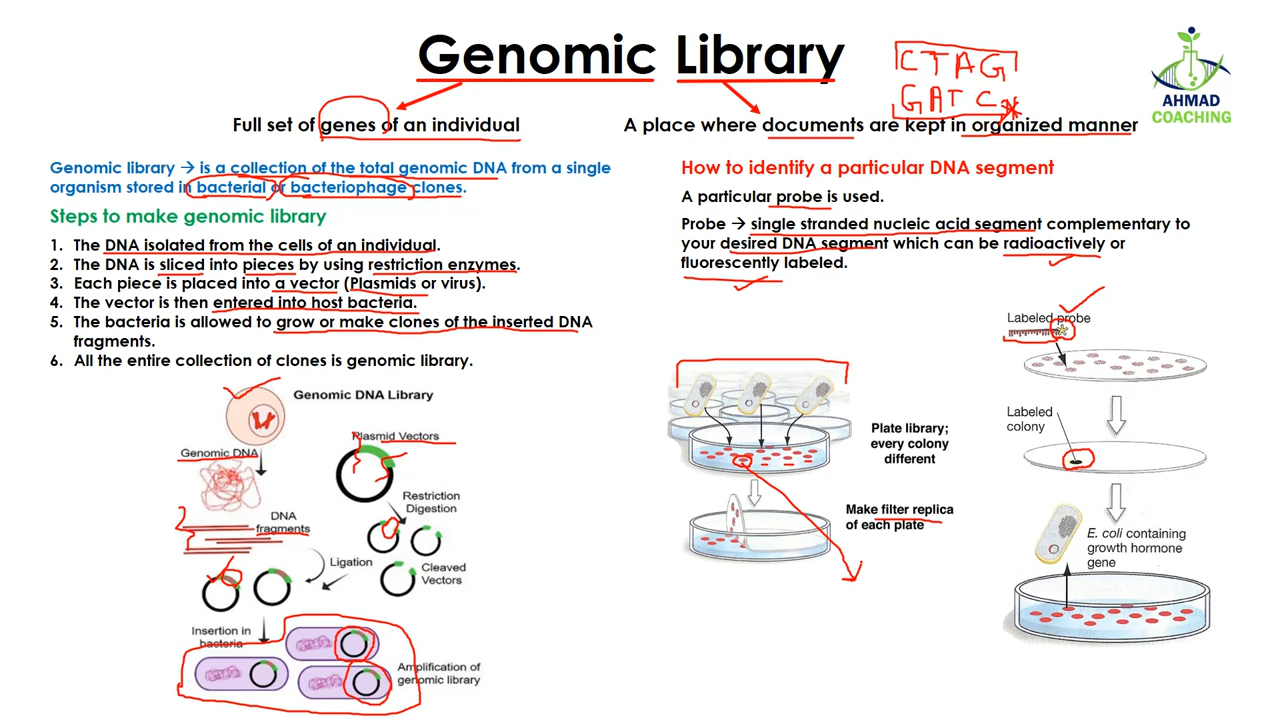 Genomic Library
CTAG
GATC
AHMAD
COACHING
Full set of genes of an individual
A place where documents are kept in organized manner
Genomic library → is a collection of the total genomic DNA from a single
organism stored in bacterial or bacteriophage clones.
Steps to make genomic library
1. The DNA isolated from the cells of an individual.
2. The DNA is sliced into pieces by using restriction enzymes.
3. Each piece is placed into a vector (Plasmids or virus).
4. The vector is then entered into host bacteria.
5. The bacteria is allowed to grow or make clones of the inserted DNA
fragments.
6. All the entire collection of clones is genomic library.
Genomic DNA Library
Plasmid Vectors
Genomic DNA
Restriction
Digestion
DNA
fragments
Ligation
Cleaved
Vectors
Insertion in
bacteria
Amplification of
genomic library
How to identify a particular DNA segment
A particular probe is used.
Probe → single stranded nucleic acid segment complementary to
your desired DNA segment which can be radioactively or
fluorescently labeled.
Plate library;
every colony
different
Make filter replica
of each plate
Labeled probe
Labeled
colony
E. coli containing
growth hormone
gene